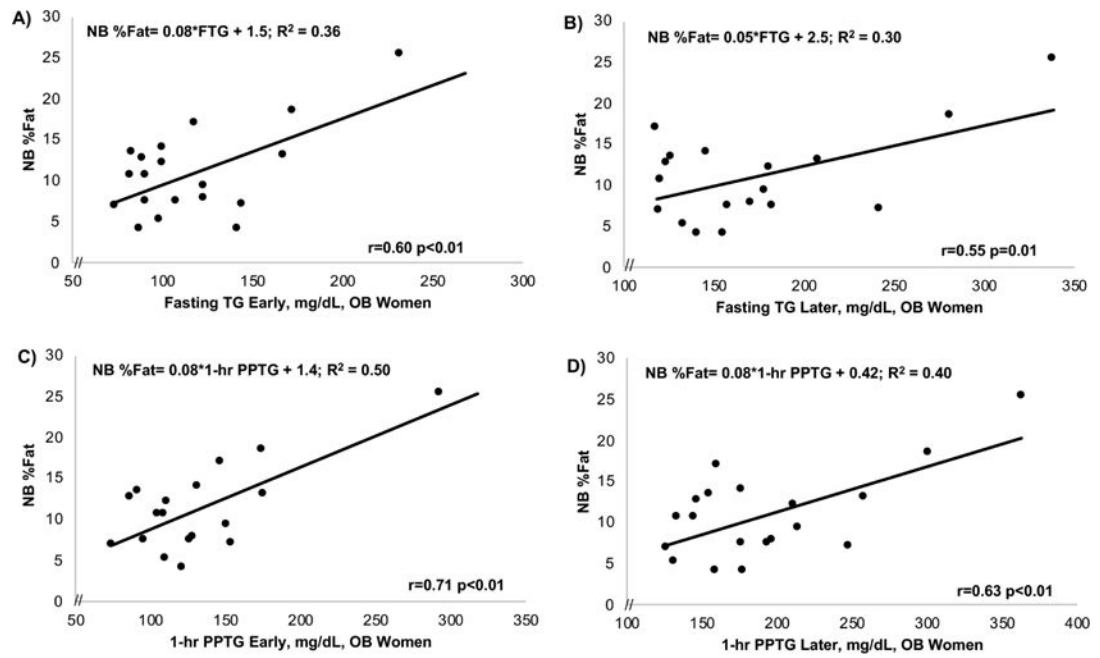 A)
NB %Fat= 0.08*FTG + 1.5; R² = 0.36
30
25
20
15
10
5
0
NB %Fat
r=0.60 p<0.01
50 100 150 200 250 300
Fasting TG Early, mg/dL, OB Women
B)
NB %Fat= 0.05*FTG + 2.5; R² = 0.30
30
25
20
15
10
5
0
NB %Fat
r=0.55 p=0.01
100 150 200 250 300 350
Fasting TG Later, mg/dL, OB Women
C)
NB %Fat= 0.08*1-hr PPTG + 1.4; R² = 0.50
30
25
20
15
10
5
0
NB %Fat
r=0.71 p<0.01
50 100 150 200 250 300 350
1-hr PPTG Early, mg/dL, OB Women
D)
NB %Fat= 0.08*1-hr PPTG + 0.42; R² = 0.40
30
25
20
15
10
5
0
NB %Fat
r=0.63 p<0.01
100 150 200 250 300 350 400
1-hr PPTG Later, mg/dL, OB Women